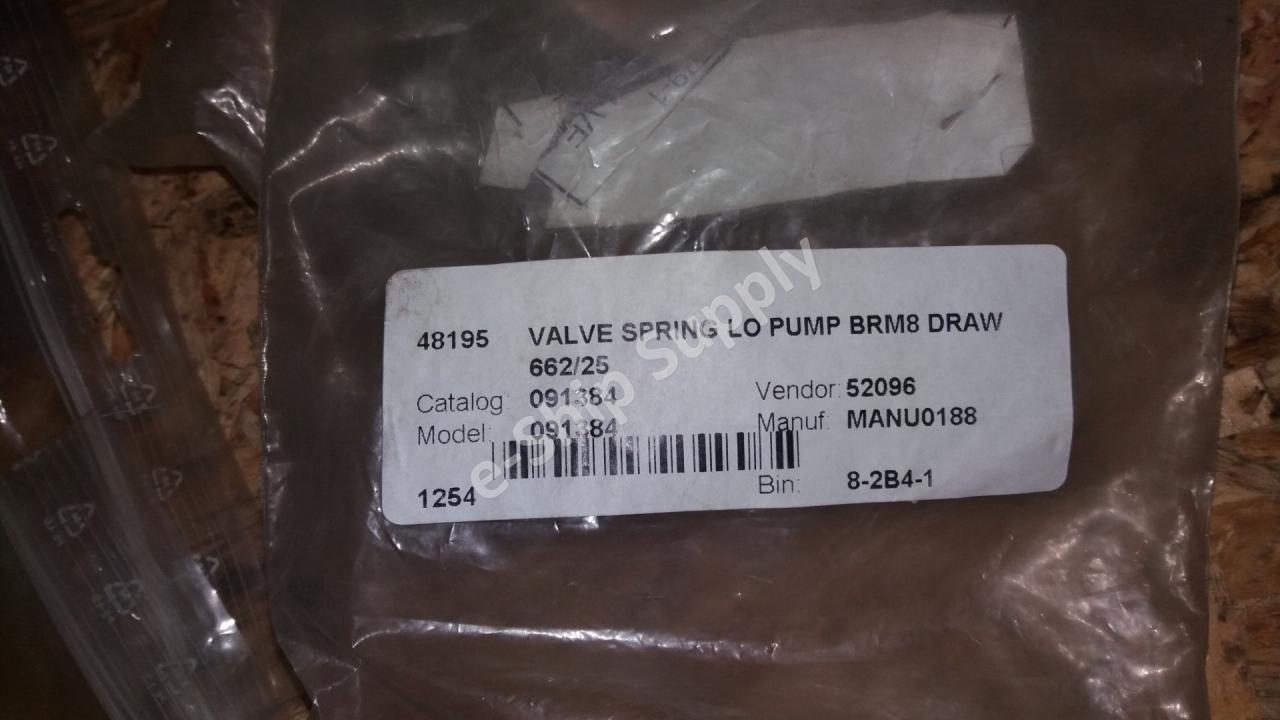 48195 VALVE SPRING LO PUMP BRM8 DRAW
662/25
Catalog: 091384 Vendor: 52096
Model: 091384 Manuf: MANU0188
1254 Bin: 8-2B4-1
e-Ship Supply